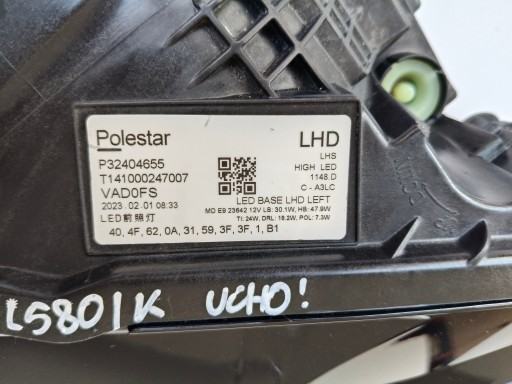 Polestar
LHD
P32404655
LHS
T141000247007
HIGH LED
VAD0FS
1148.D
2023.02.01 08:33
C - A3LC
LED前照灯
LED BASE LHD LEFT
MD E9 23642 12V LB: 30.1W, HB: 47.9W
TI: 24W, DRL: 18.2W, POL: 7.3W
40, 4F, 62, 0A, 31, 59, 3F, 3F, 1, B1
L5801K UCHO!